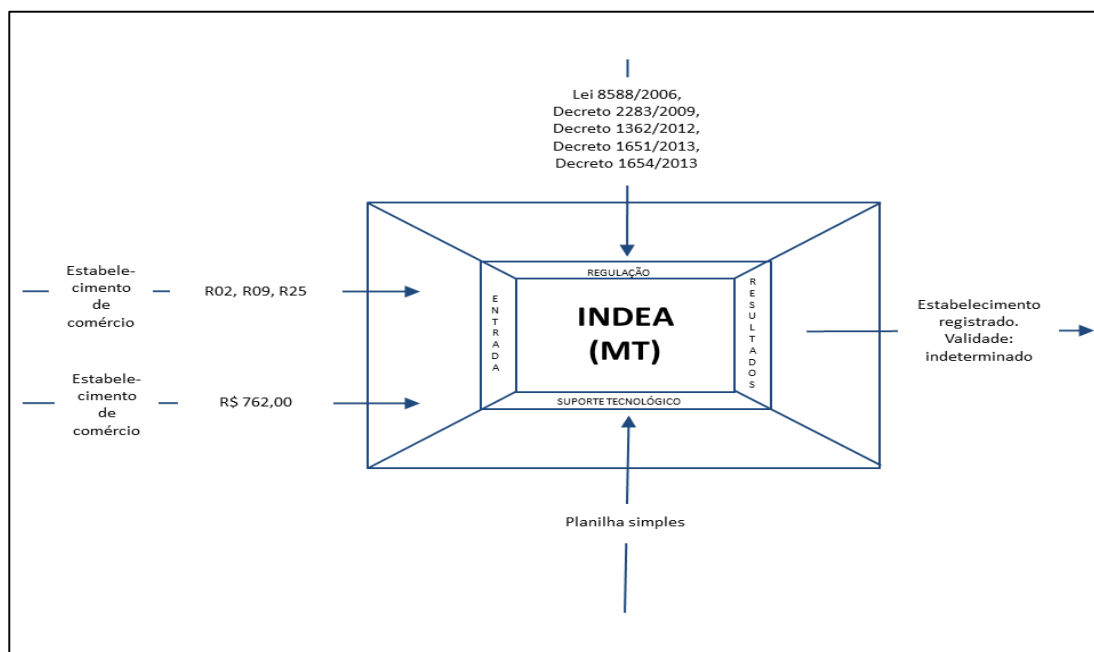 Lei 8588/2006,
Decreto 2283/2009,
Decreto 1362/2012,
Decreto 1651/2013,
Decreto 1654/2013
Estabele-
cimento
de
comércio
R02, R09, R25
Estabele-
cimento
de
comércio
R$ 762,00
ENTRADA
REGULAÇÃO
INDEA
(MT)
SUPORTE TECNOLÓGICO
RESULTADOS
Estabelecimento
registrado.
Validade:
indeterminado
Planilha simples